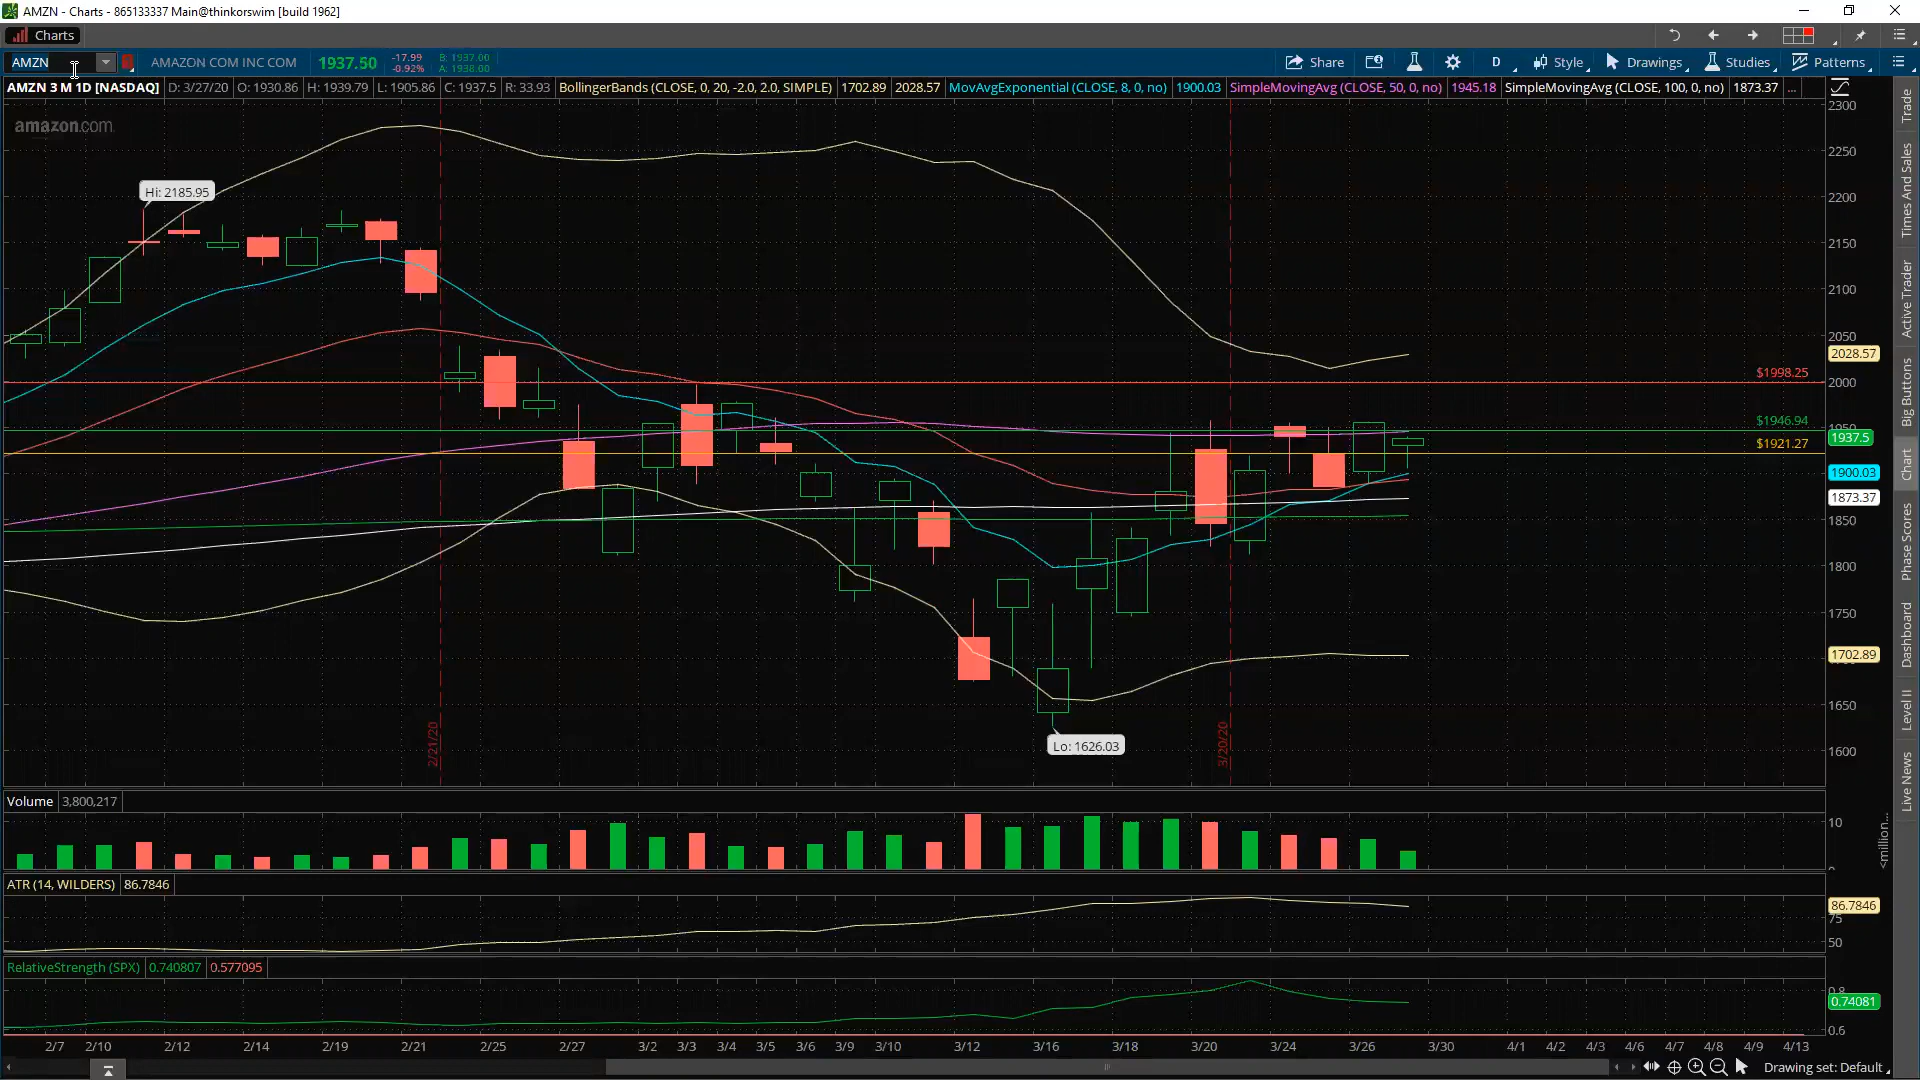 AMZN - Charts - 865133337 Main@thinkorswim [build 1962]
Charts
AMZN AMAZON COM INC COM 1937.50 -17.99 B: 1937.00
-0.92% A: 1938.00
Share D Style Drawings Studies Patterns
AMZN 3 M 1D [NASDAQ] D: 3/27/20 O: 1930.86 H: 1939.79 L: 1905.86 C: 1937.5 R: 33.93 BollingerBands (CLOSE, 0, 20, -2.0, 2.0, SIMPLE) 1702.89 2028.57 MovAvgExponential (CLOSE, 8, 0, no) 1900.03 SimpleMovingAvg (CLOSE, 50, 0, no) 1945.18 SimpleMovingAvg (CLOSE, 100, 0, no) 1873.37 ...
amazon.com
Hi: 2185.95
Lo: 1626.03
2/21/20
3/20/20
$1998.25
$1946.94
$1921.27
2300
2250
2200
2150
2100
2050
2028.57
2000
1950
1937.5
1900.03
1873.37
1850
1800
1750
1702.89
1650
1600
Volume 3,800,217
10
<million...
ATR (14, WILDERS) 86.7846
86.7846
75
50
RelativeStrength (SPX) 0.740807 0.577095
0.8
0.74081
0.6
2/7 2/10 2/12 2/14 2/19 2/21 2/25 2/27 3/2 3/3 3/4 3/5 3/6 3/9 3/10 3/12 3/16 3/18 3/20 3/24 3/26 3/30 4/1 4/2 4/3 4/6 4/7 4/8 4/9 4/13
Drawing set: Default
Trade
Times And Sales
Active Trader
Big Buttons
Chart
Phase Scores
Dashboard
Level II
Live News